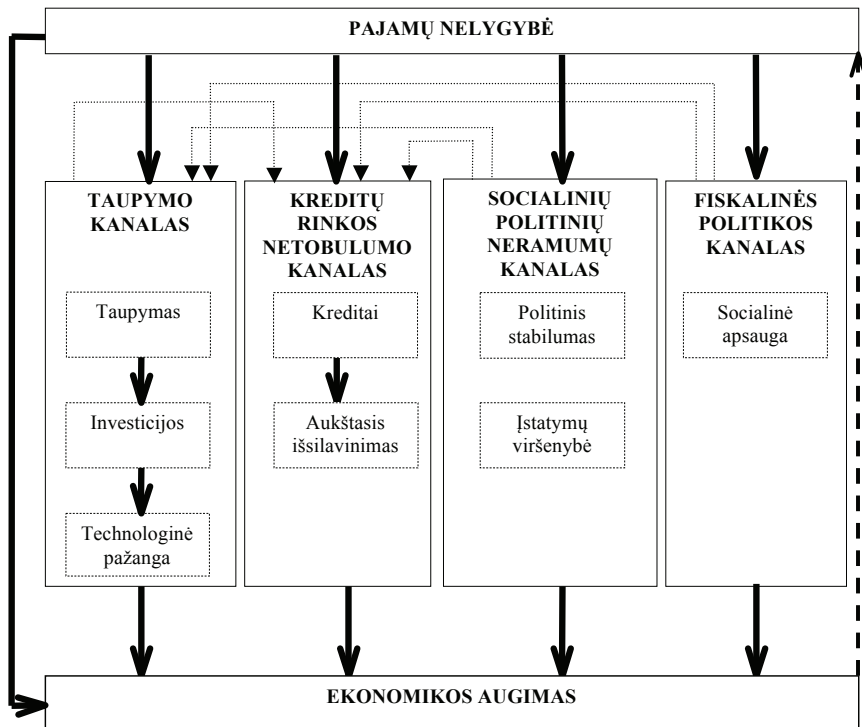 PAJAMŲ NELYGYBĖ
TAUPYMO
KANALAS
Taupymas
Investicijos
Technologinė
pažanga
KREDITŲ
RINKOS
NETOBULUMO
KANALAS
Kreditai
Aukštasis
išsilavinimas
SOCIALINIŲ
POLITINIŲ
NERAMUMŲ
KANALAS
Politinis
stabilumas
Įstatymų
viršenybė
FISKALINĖS
POLITIKOS
KANALAS
Socialinė
apsauga
EKONOMIKOS AUGIMAS